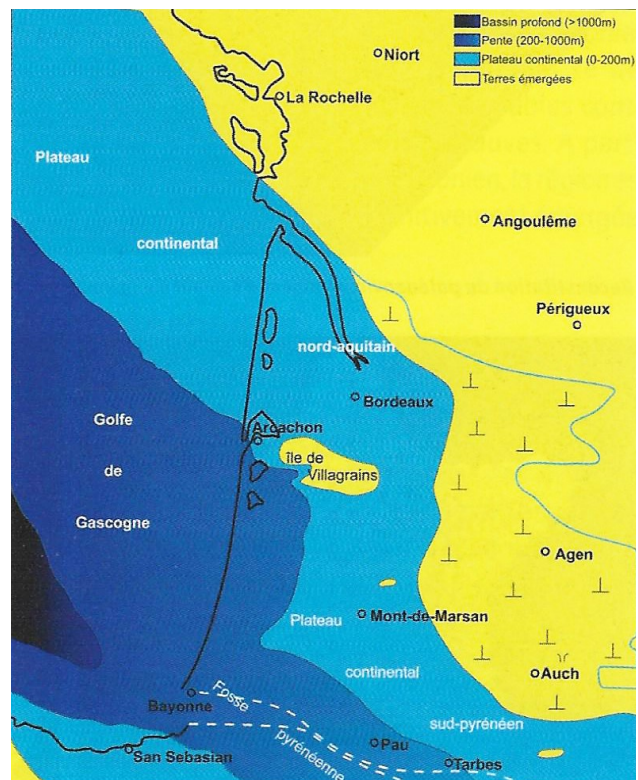 Bassin profond (>1000m)
Pente (200-1000m)
Plateau continental (0-200m)
Terres émergées
Niort
La Rochelle
Plateau
continental
nord-aquitain
Angoulême
Périgueux
Bordeaux
Golfe
de
Gascogne
Arcachon
île de
Villagrains
Agen
Mont-de-Marsan
Plateau
continental
sud-pyrénéen
Auch
Bayonne
Fosse
pyrénéenne
San Sebasian
Pau
Tarbes